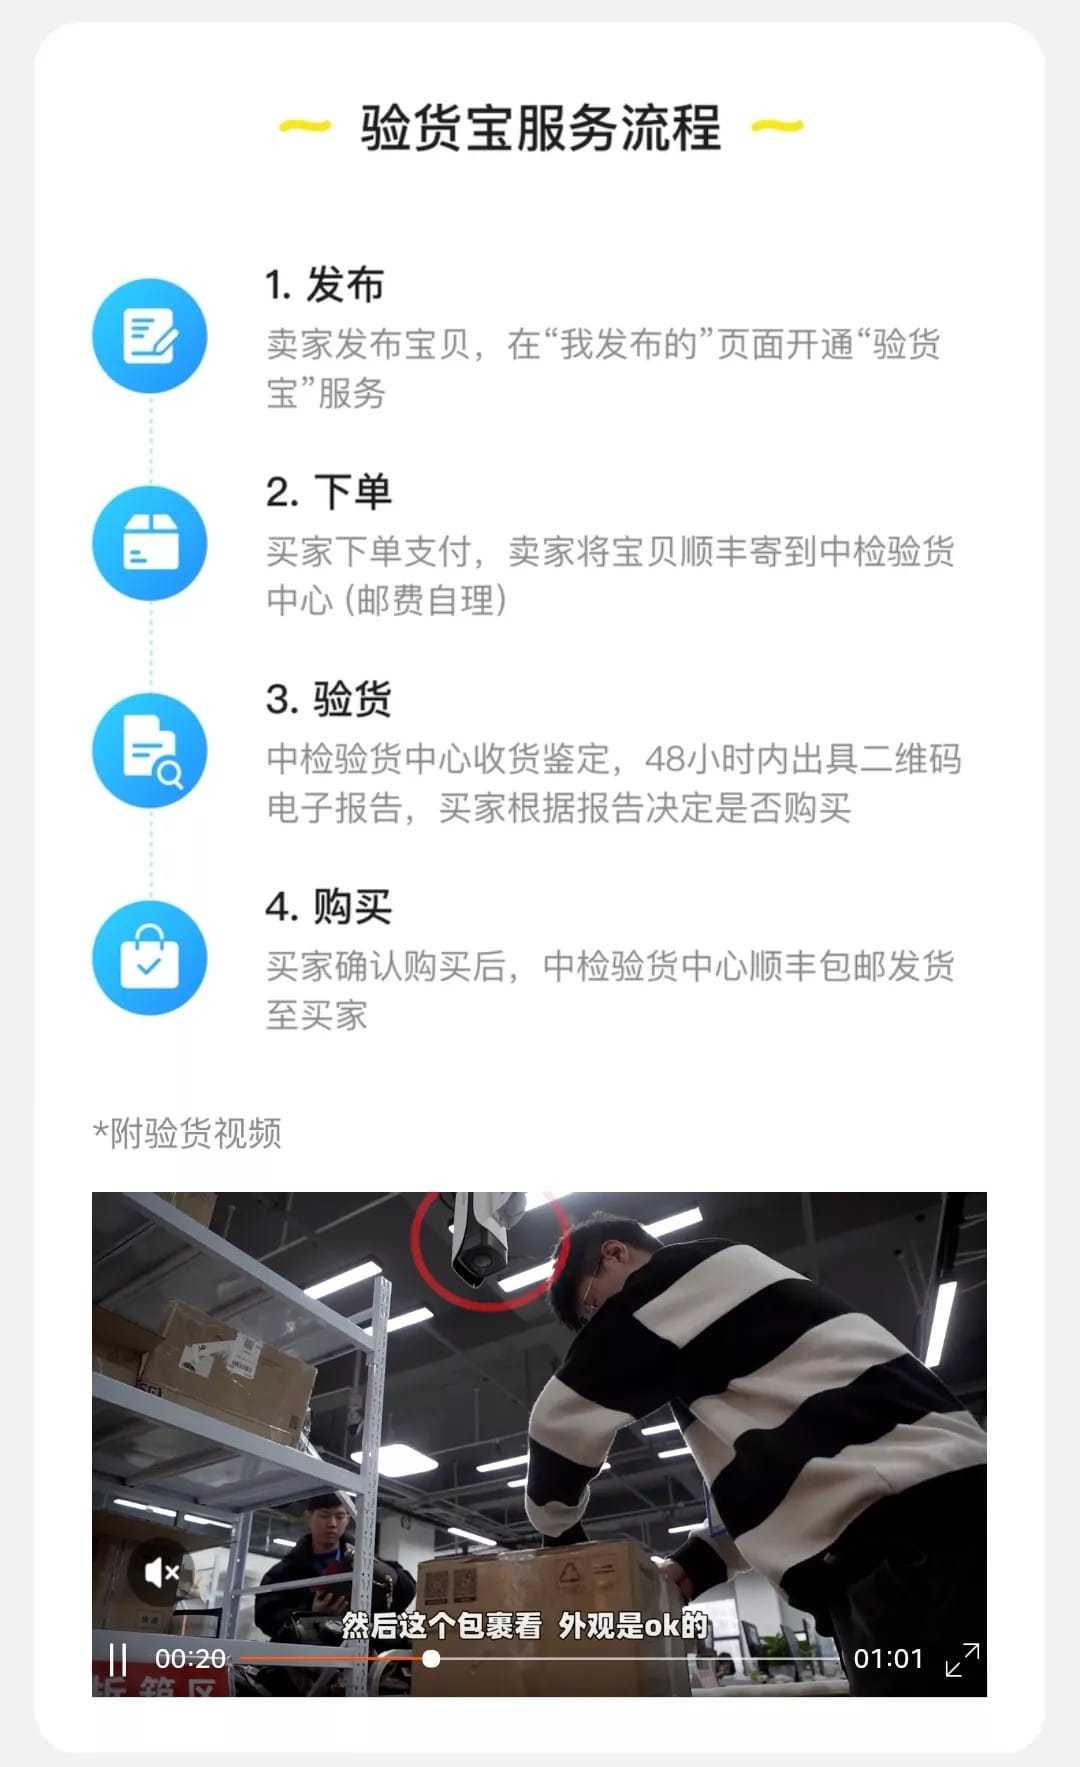 验货宝服务流程
1. 发布
卖家发布宝贝，在“我发布的”页面开通“验货
宝”服务
2. 下单
买家下单支付，卖家将宝贝顺丰寄到中检验货
中心 (邮费自理)
3. 验货
中检验货中心收货鉴定，48小时内出具二维码
电子报告，买家根据报告决定是否购买
4. 购买
买家确认购买后，中检验货中心顺丰包邮发货
至买家
*附验货视频
然后这个包裹看 外观是ok的
00:20
01:01
拆箱区